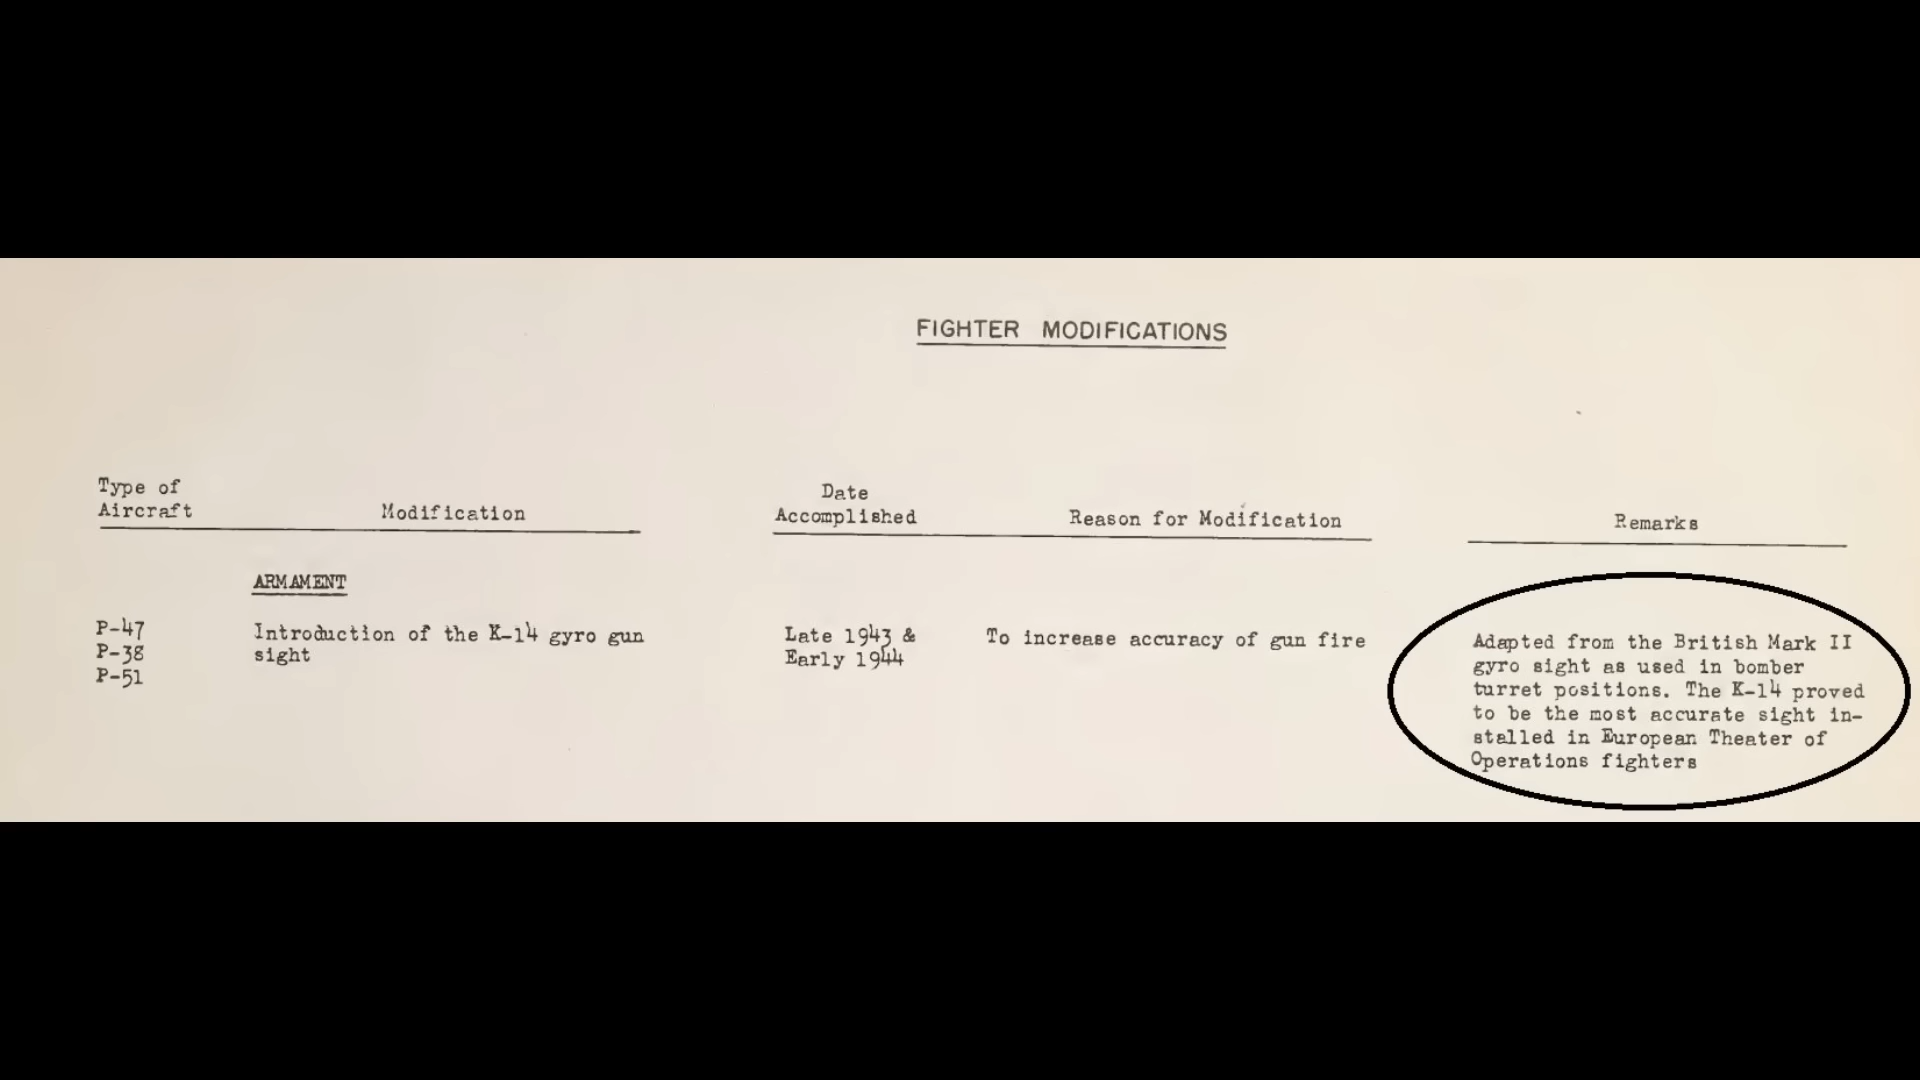 FIGHTER MODIFICATIONS
Type of
Aircraft
Modification
Date
Accomplished
Reason for Modification
Remarks
ARMAMENT
P-47
P-38
P-51
Introduction of the K-14 gyro gun
sight
Late 1943 &
Early 1944
To increase accuracy of gun fire
Adapted from the British Mark II
gyro sight as used in bomber
turret positions. The K-14 proved
to be the most accurate sight in-
stalled in European Theater of
Operations fighters